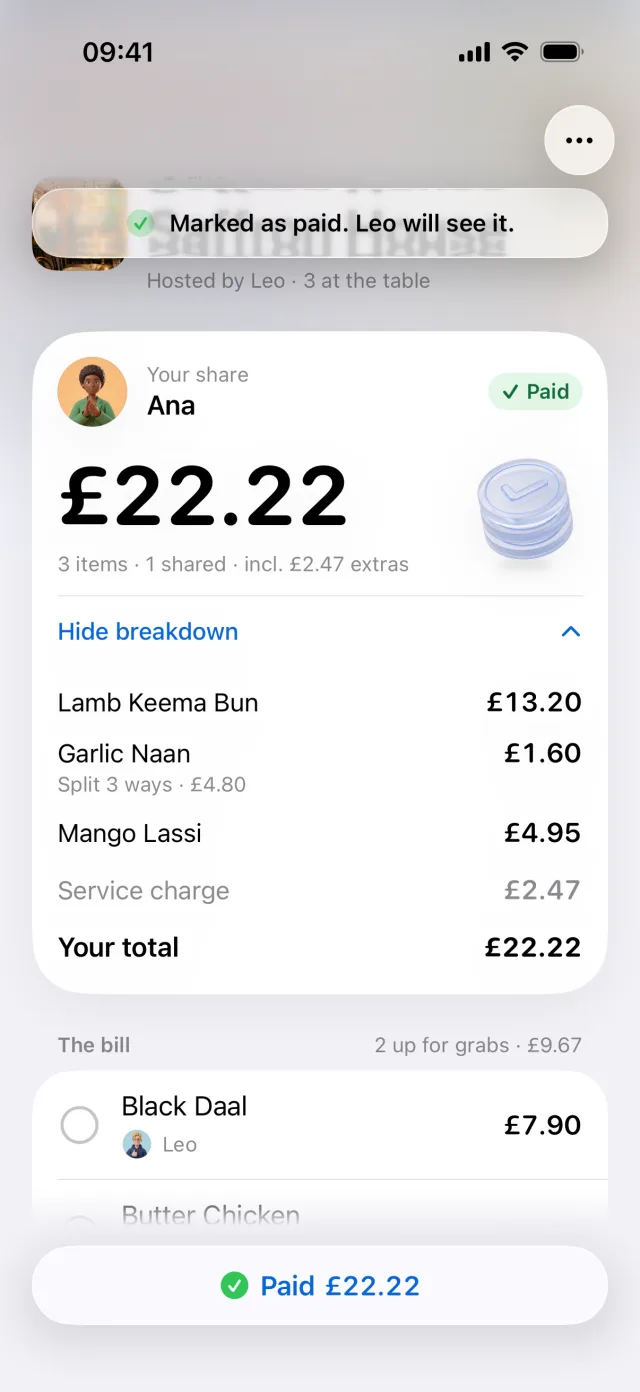 09:41
Marked as paid. Leo will see it.
Hosted by Leo · 3 at the table
Your share
Ana
Paid
£22.22
3 items · 1 shared · incl. £2.47 extras
Hide breakdown
Lamb Keema Bun £13.20
Garlic Naan £1.60
Split 3 ways · £4.80
Mango Lassi £4.95
Service charge £2.47
Your total £22.22
The bill 2 up for grabs · £9.67
Black Daal £7.90
Leo
Butter Chicken
Paid £22.22